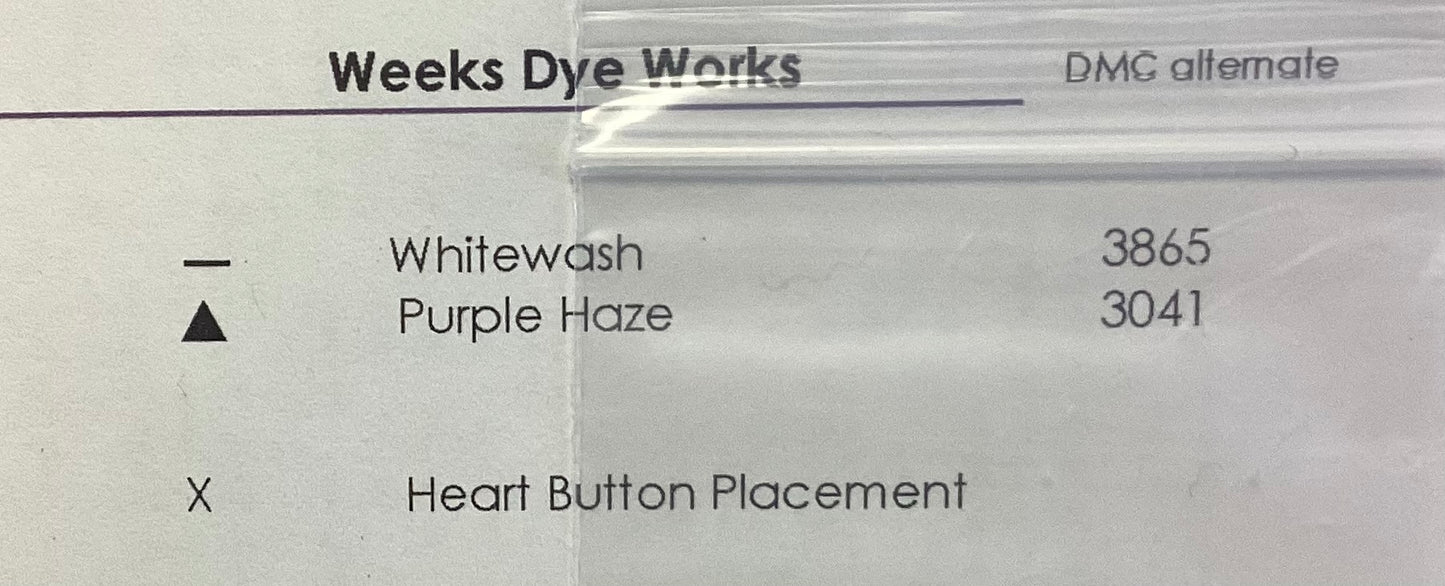 Weeks Dye Works DMC alternate
— Whitewash 3865
▲ Purple Haze 3041
X Heart Button Placement